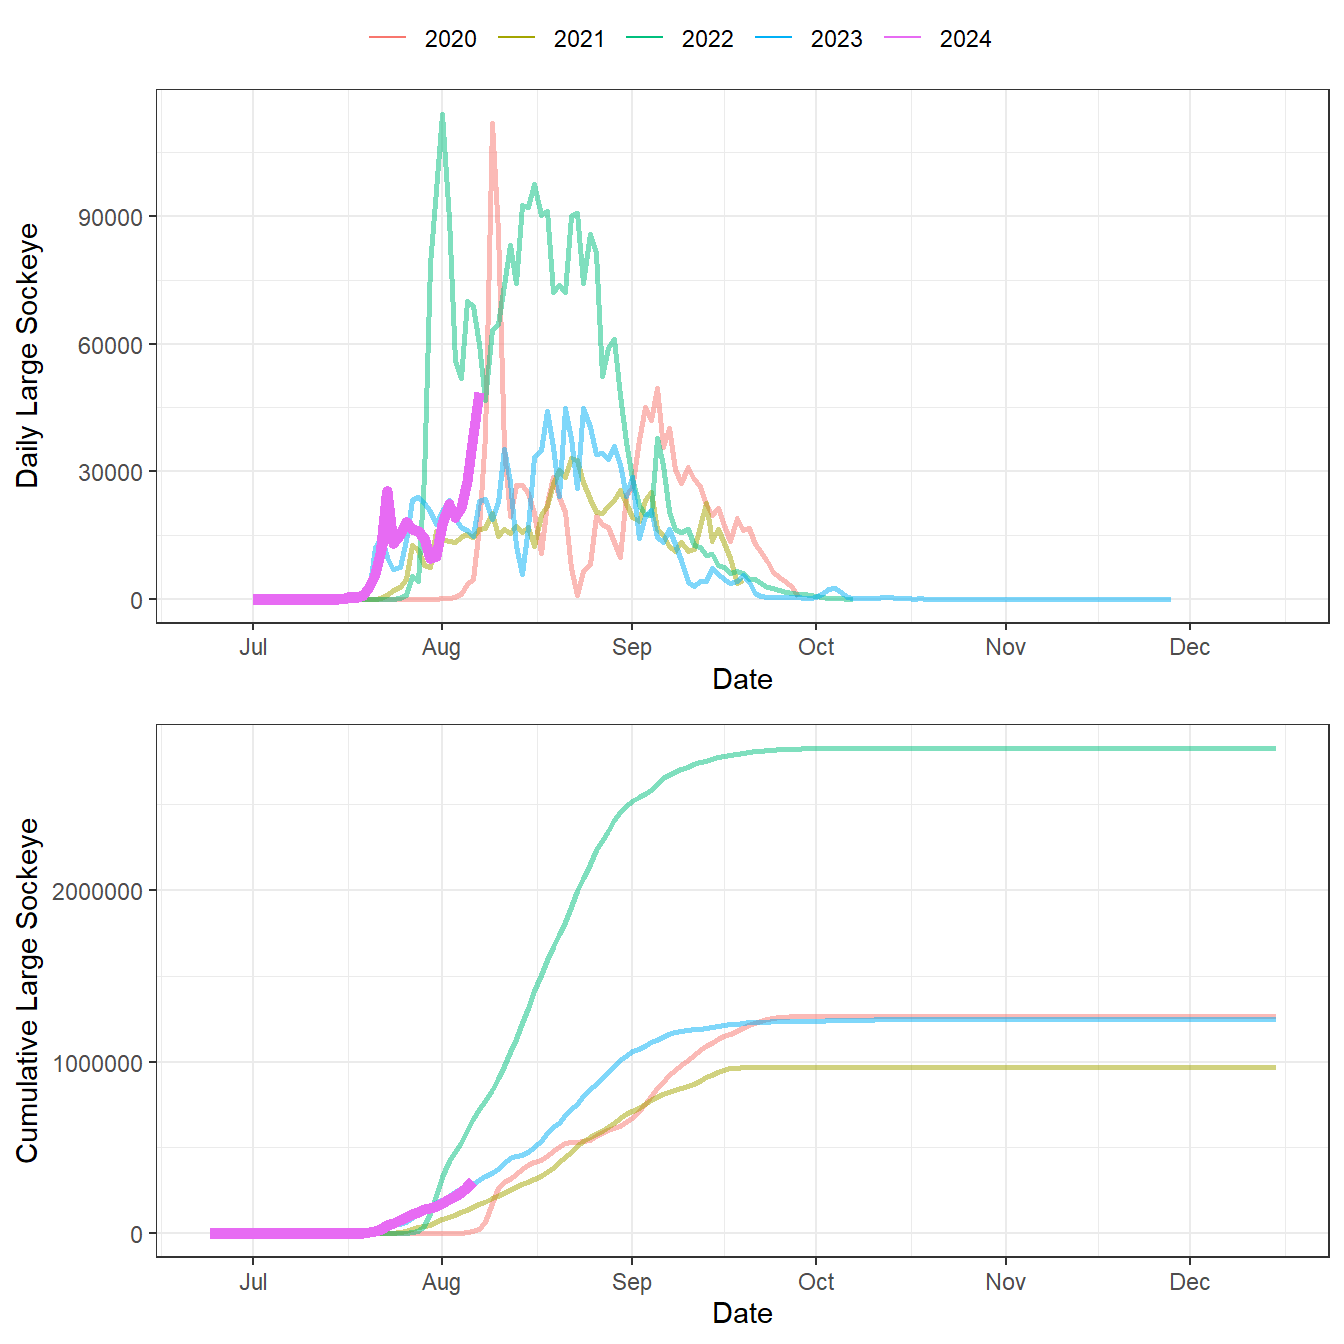 2020 2021 2022 2023 2024
Daily Large Sockeye
90000
60000
30000
0
Jul Aug Sep Oct Nov Dec
Date
Cumulative Large Sockeye
2000000
1000000
0
Jul Aug Sep Oct Nov Dec
Date